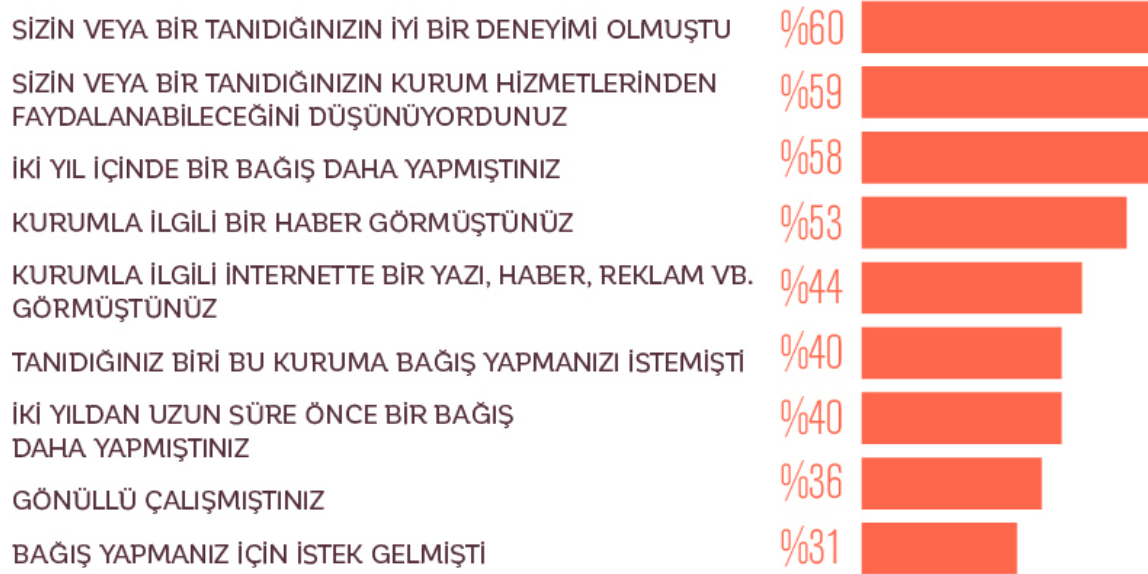 SİZİN VEYA BİR TANIDIĞINIZIN İYİ BİR DENEYİMİ OLMUŞTU %60
SİZİN VEYA BİR TANIDIĞINIZIN KURUM HİZMETLERİNDEN
FAYDALANABİLECEĞİNİ DÜŞÜNÜYORDUNUZ %59
İKİ YIL İÇİNDE BİR BAĞIŞ DAHA YAPMIŞTINIZ %58
KURUMLA İLGİLİ BİR HABER GÖRMÜŞTÜNÜZ %53
KURUMLA İLGİLİ İNTERNETTE BİR YAZI, HABER, REKLAM VB.
GÖRMÜŞTÜNÜZ %44
TANIDIĞINIZ BİRİ BU KURUMA BAĞIŞ YAPMANIZI İSTEMİŞTİ %40
İKİ YILDAN UZUN SÜRE ÖNCE BİR BAĞIŞ
DAHA YAPMIŞTINIZ %40
GÖNÜLLÜ ÇALIŞMIŞTINIZ %36
BAĞIŞ YAPMANIZ İÇİN İSTEK GELMİŞTİ %31